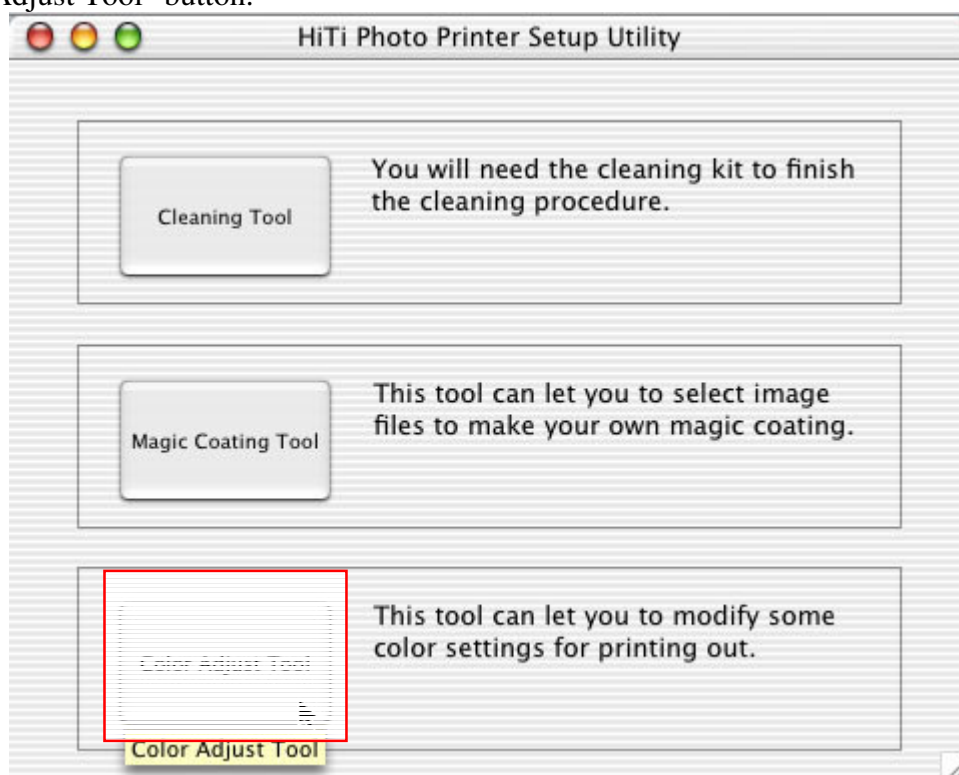 Adjust Tool" button.
HiTi Photo Printer Setup Utility
Cleaning Tool
You will need the cleaning kit to finish
the cleaning procedure.
Magic Coating Tool
This tool can let you to select image
files to make your own magic coating.
Color Adjust Tool
This tool can let you to modify some
color settings for printing out.
Color Adjust Tool